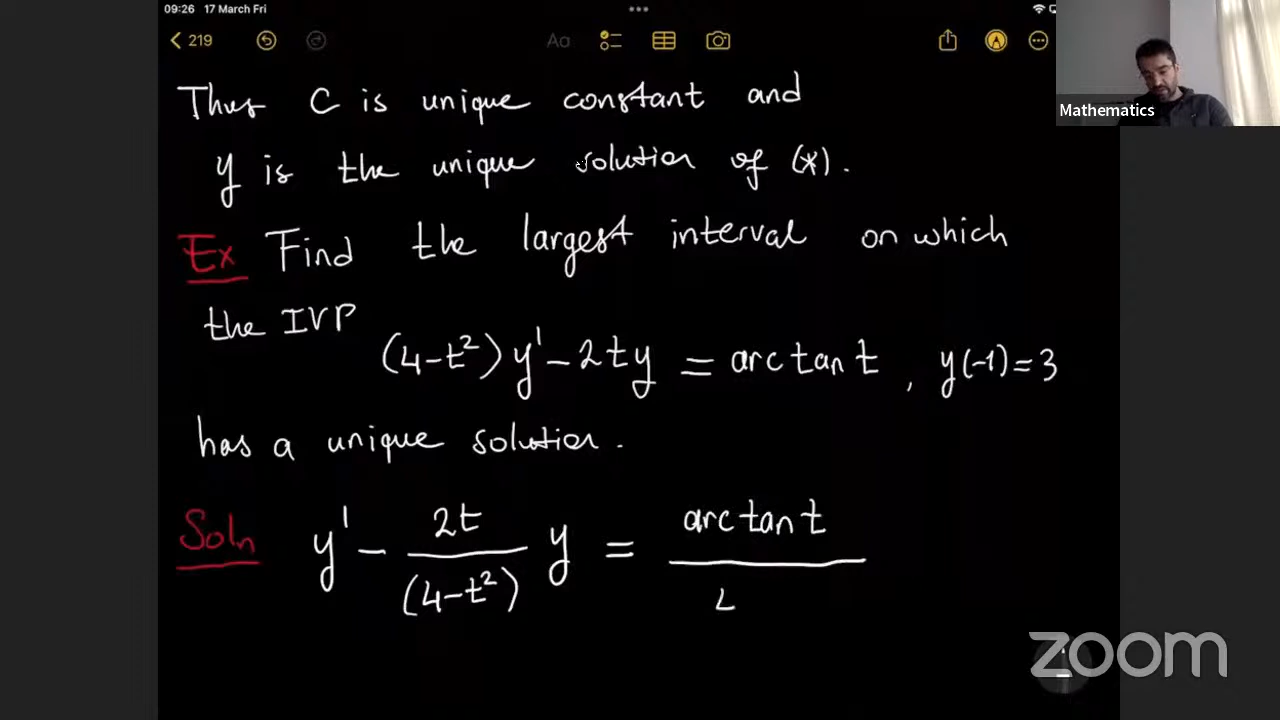 09:26 17 March Fri
219
Aa
Mathematics
Thus C is unique constant and
y is the unique solution of (*).
Ex Find the largest interval on which
the IVP
(4-t²)y' - 2ty = arctan t, y(-1)=3
has a unique solution.
Soln y' - 2t/(4-t²) y = arctan t/
zoom